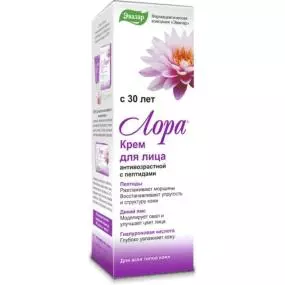 Эвалар
Фармацевтическая
компания «Эвалар»
с 30 лет
Лора®
Крем
для лица
антивозрастной
с пептидами
Пептиды
Разглаживают морщины
Восстанавливают упругость
и структуру кожи
Дикий ямс
Моделирует овал и
улучшает цвет лица
Гиалуроновая кислота
Глубоко увлажняет кожу
Для всех типов кожи